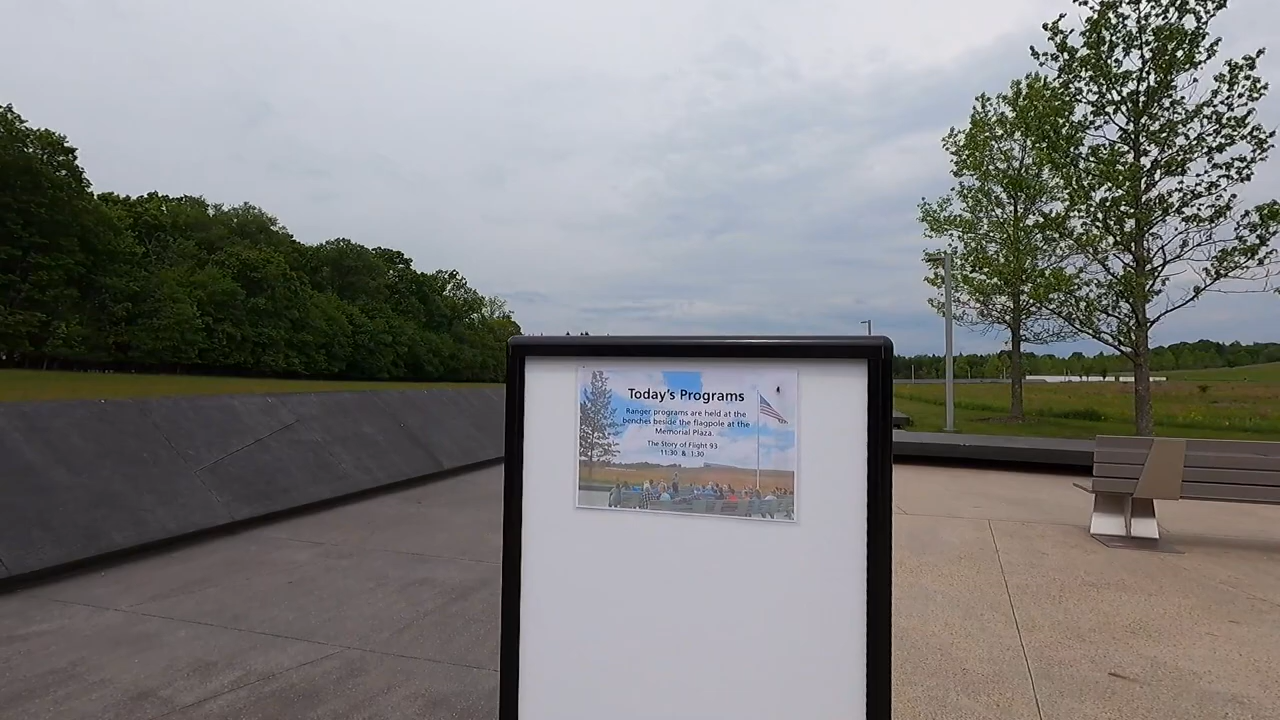 Today's Programs
Ranger programs are held at the
benches beside the flagpole at the
Memorial Plaza.
The Story of Flight 93
11:30 & 1:30